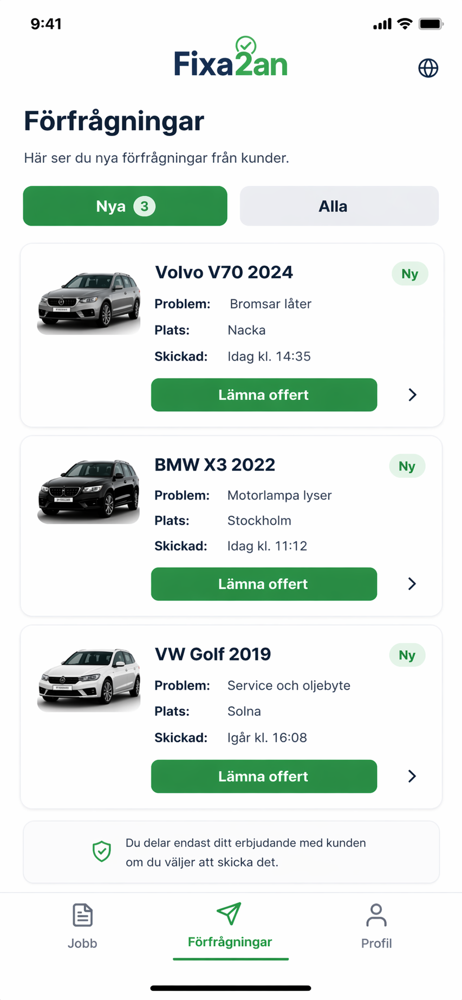 9:41
Fixa2an
Förfrågningar
Här ser du nya förfrågningar från kunder.
Nya 3
Alla
Volvo V70 2024
Ny
Problem: Bromsar låter
Plats: Nacka
Skickad: Idag kl. 14:35
Lämna offert
BMW X3 2022
Ny
Problem: Motorlampa lyser
Plats: Stockholm
Skickad: Idag kl. 11:12
Lämna offert
VW Golf 2019
Ny
Problem: Service och oljebyte
Plats: Solna
Skickad: Igår kl. 16:08
Lämna offert
Du delar endast ditt erbjudande med kunden
om du väljer att skicka det.
Jobb
Förfrågningar
Profil